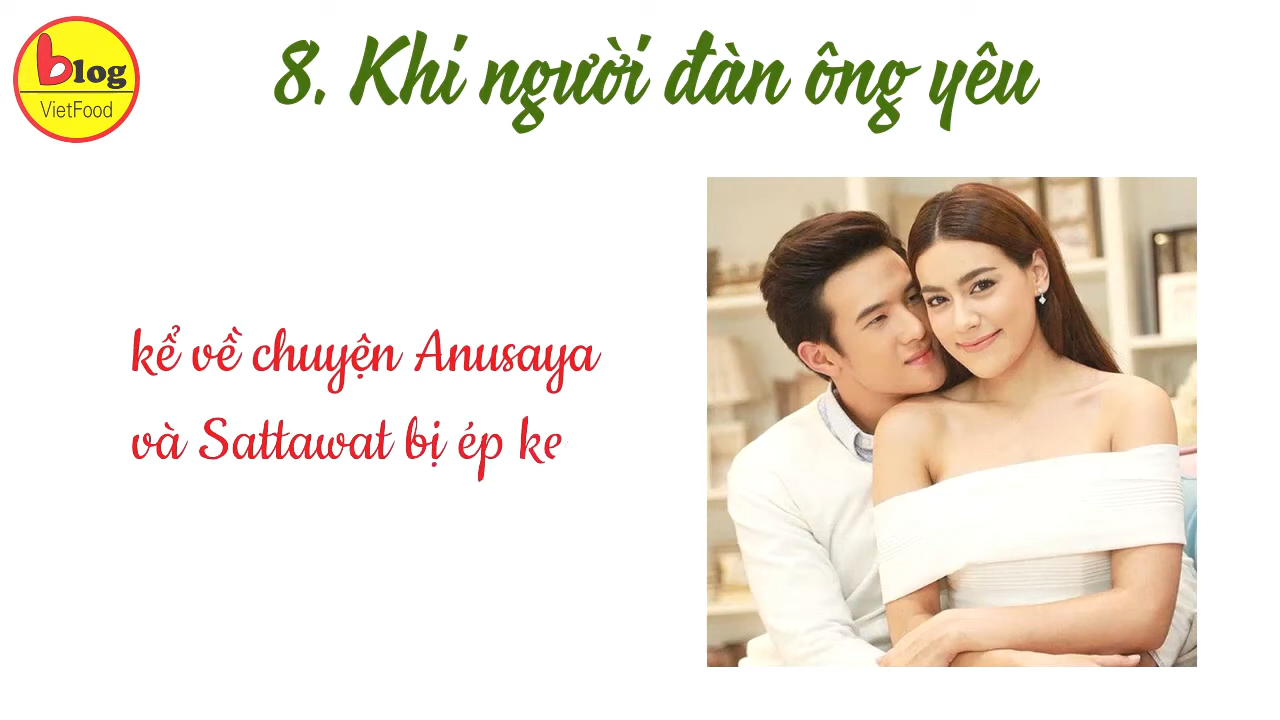 blog
VietFood
8. Khi người đàn ông yêu
kể về chuyện Anusaya
và Sattawat bị ép ke